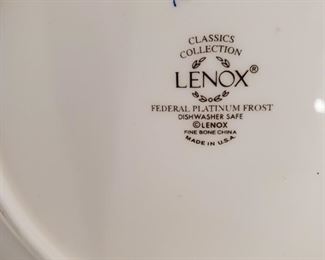 CLASSICS
COLLECTION
LENOX®
FEDERAL PLATINUM FROST
DISHWASHER SAFE
©LENOX
FINE BONE CHINA
MADE IN U.S.A.